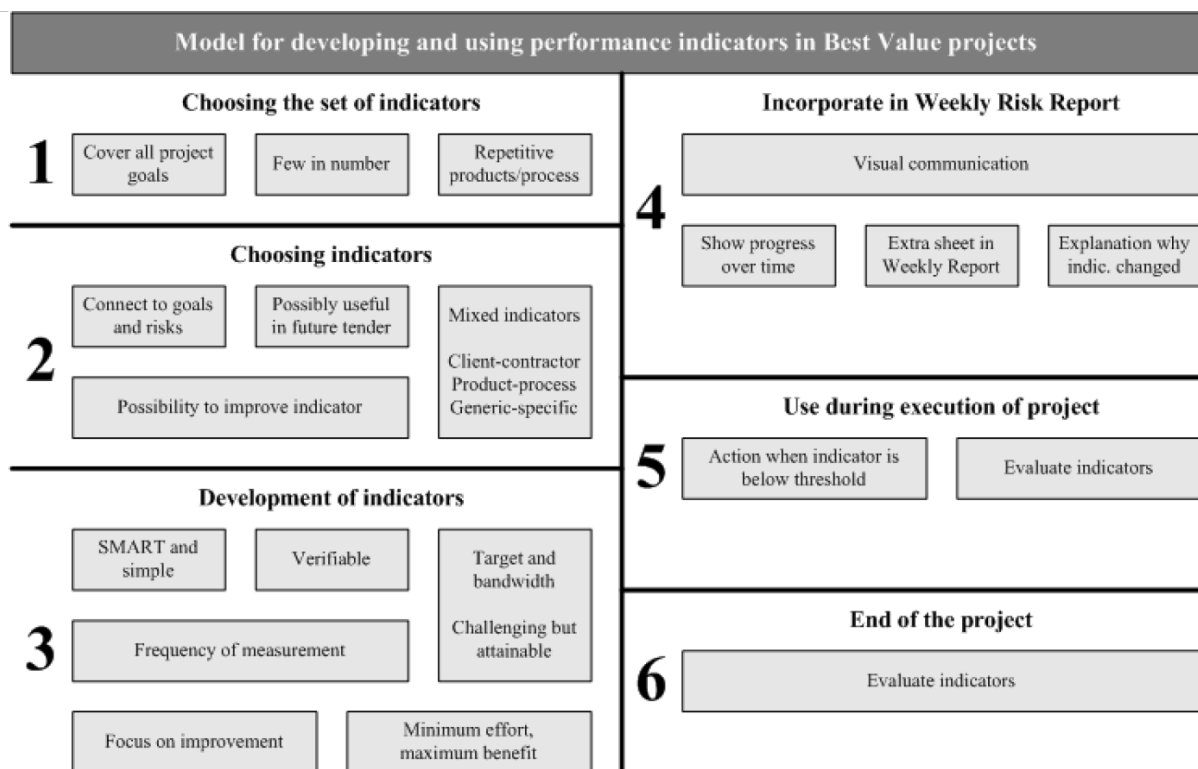 Model for developing and using performance indicators in Best Value projects
Choosing the set of indicators
1
Cover all project
goals
Few in number
Repetitive
products/process
Choosing indicators
2
Connect to goals
and risks
Possibly useful
in future tender
Mixed indicators
Client-contractor
Product-process
Generic-specific
Possibility to improve indicator
Development of indicators
3
SMART and
simple
Verifiable
Target and
bandwidth
Challenging but
attainable
Frequency of measurement
Focus on improvement
Minimum effort,
maximum benefit
Incorporate in Weekly Risk Report
4
Visual communication
Show progress
over time
Extra sheet in
Weekly Report
Explanation why
indic. changed
Use during execution of project
5
Action when indicator is
below threshold
Evaluate indicators
End of the project
6
Evaluate indicators